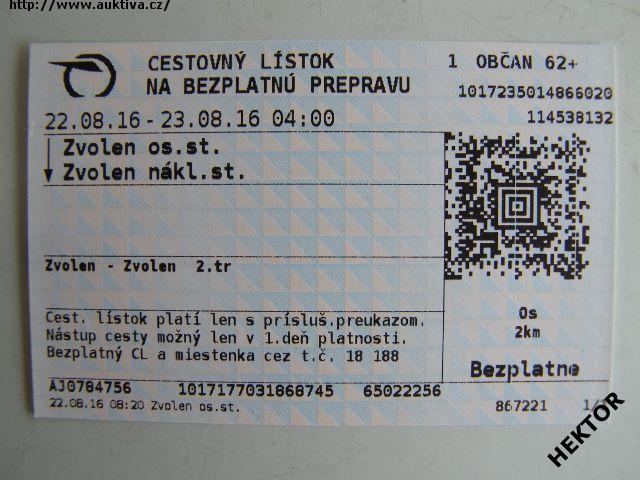 http://www.auktiva.cz/
CESTOVNÝ LÍSTOK
NA BEZPLATNÚ PREPRAVU
1 OBČAN 62+
1017235014866020
114538132
22.08.16 - 23.08.16 04:00
Zvolen os.st.
Zvolen nákl.st.
Zvolen - Zvolen 2.tr
Cest. lístok platí len s prísluš.preukazom.
Nástup cesty možný len v 1.deň platnosti.
Bezplatný CL a miestenka cez t.č. 18 188
Os
2km
Bezplatne
AJ0784756 1017177031868745 65022256
22.08.16 08:20 Zvolen os.st.
867221
HEKTOR